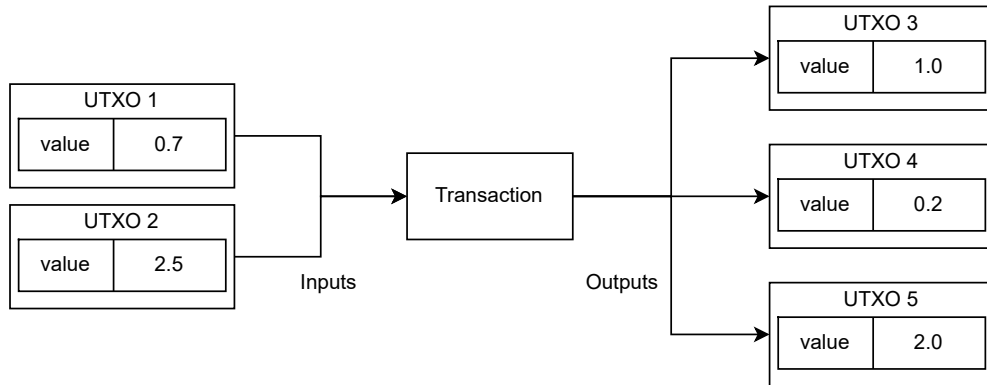 UTXO 1
value 0.7
UTXO 2
value 2.5
Inputs
Transaction
Outputs
UTXO 3
value 1.0
UTXO 4
value 0.2
UTXO 5
value 2.0